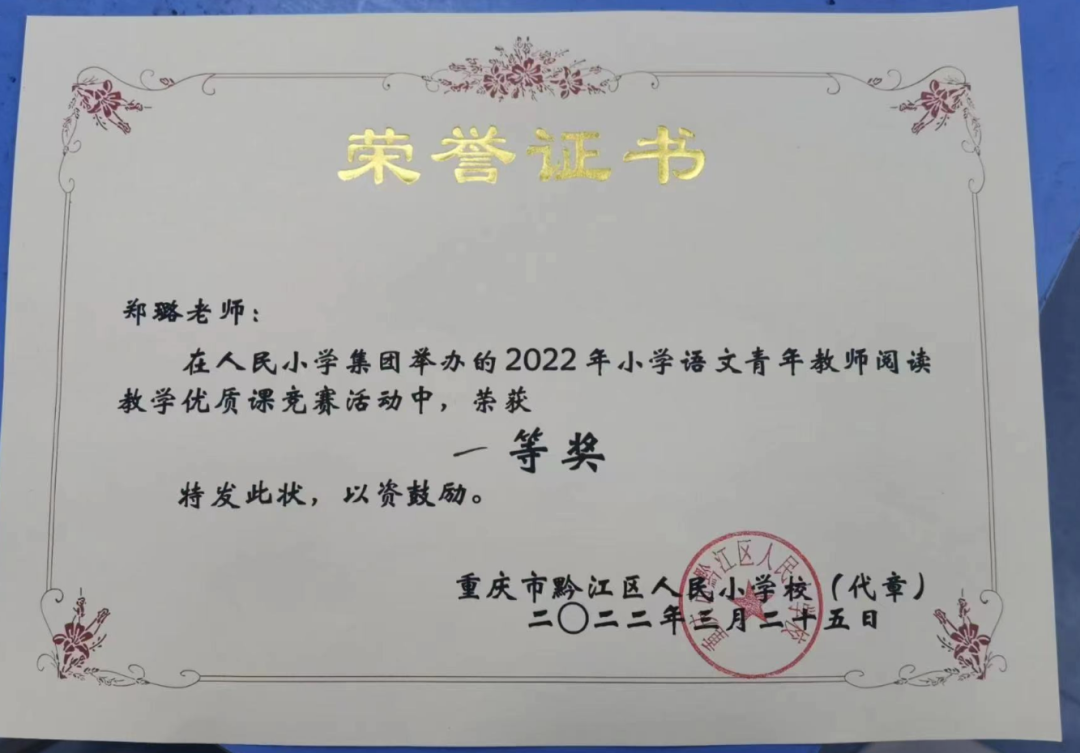 荣誉证书
郑璐老师：
在人民小学集团举办的2022年小学语文青年教师阅读
教学优质课竞赛活动中，荣获
一等奖
特发此状，以资鼓励。
重庆市黔江区人民小学校（代章）
二〇二二年三月二十五日